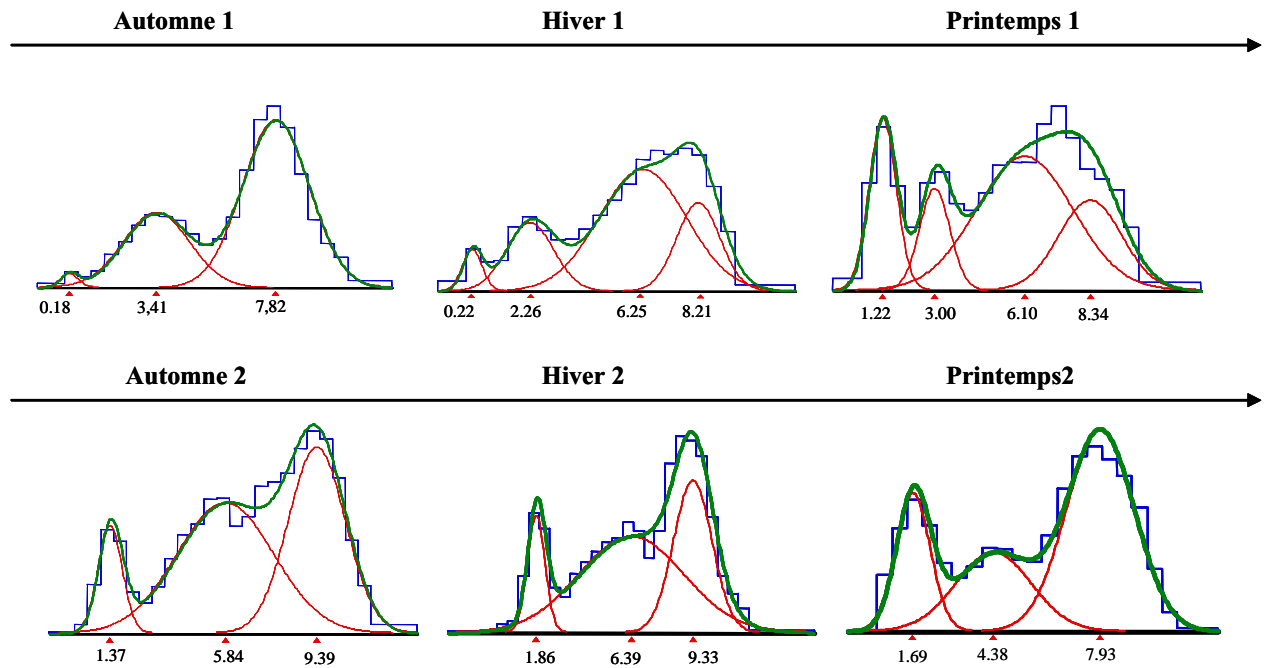 Automne 1 Hiver 1 Printemps 1
0.18 3,41 7,82 0.22 2.26 6.25 8.21 1.22 3.00 6.10 8.34
Automne 2 Hiver 2 Printemps2
1.37 5.84 9.39 1.86 6.39 9.33 1.69 4.38 7.93